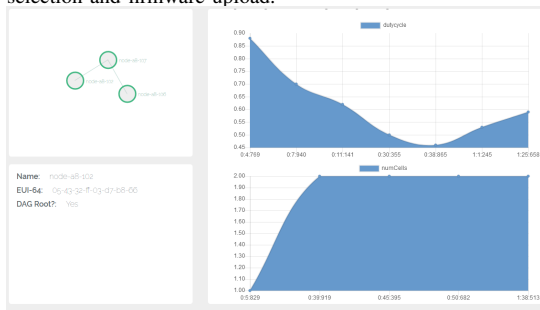 selection and firmware upload.
node-a8-102
node-a8-101
node-a8-106
Name: node-a8-102
EUI-64: 05-43-32-ff-03-d7-b8-66
DAG Root?: Yes
dutycycle
0.90
0.85
0.80
0.75
0.70
0.65
0.60
0.55
0.50
0.45
0:4:769 0:7:940 0:11:141 0:30:355 0:38:865 1:1:245 1:25:658
numCells
2.00
1.90
1.80
1.70
1.60
1.50
1.40
1.30
1.20
1.10
1.00
0:5:829 0:38:919 0:45:395 0:50:682 1:38:513